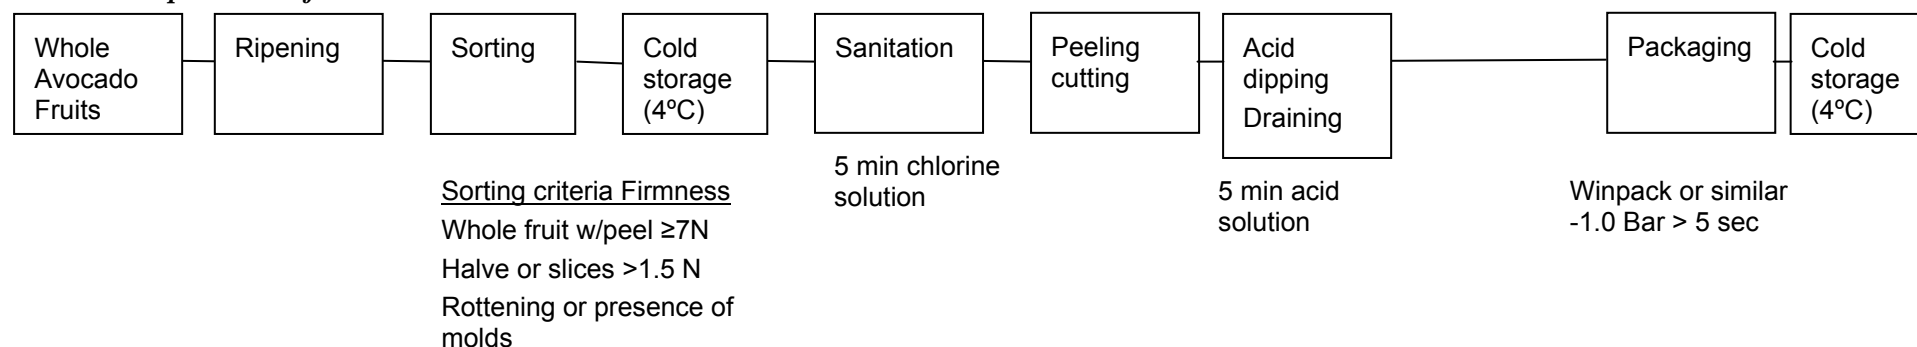 Whole
Avocado
Fruits
Ripening
Sorting
Cold
storage
(4ºC)
Sanitation
Peeling
cutting
Acid
dipping
Draining
Packaging
Cold
storage
(4ºC)
Sorting criteria Firmness
Whole fruit w/peel ≥7N
Halve or slices >1.5 N
Rottening or presence of
molds
5 min chlorine
solution
5 min acid
solution
Winpack or similar
-1.0 Bar > 5 sec